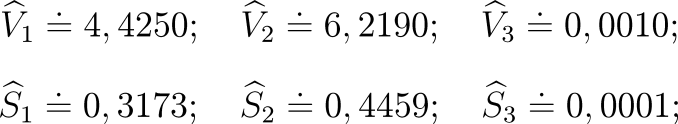 V̂₁ ≐ 4,4250; V̂₂ ≐ 6,2190; V̂₃ ≐ 0,0010;
Ŝ₁ ≐ 0,3173; Ŝ₂ ≐ 0,4459; Ŝ₃ ≐ 0,0001;